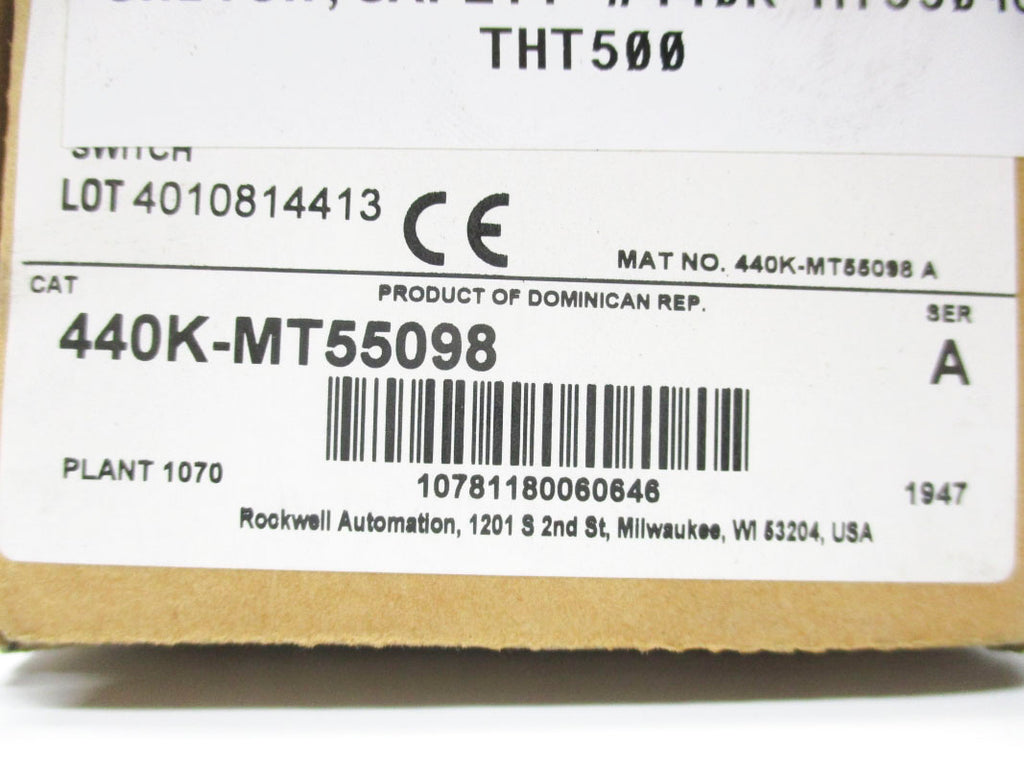 THT500
SWITCH
LOT 4010814413 CE
MAT NO. 440K-MT55098 A
CAT
PRODUCT OF DOMINICAN REP.
SER
440K-MT55098
A
PLANT 1070
10781180060646
1947
Rockwell Automation, 1201 S 2nd St, Milwaukee, WI 53204, USA